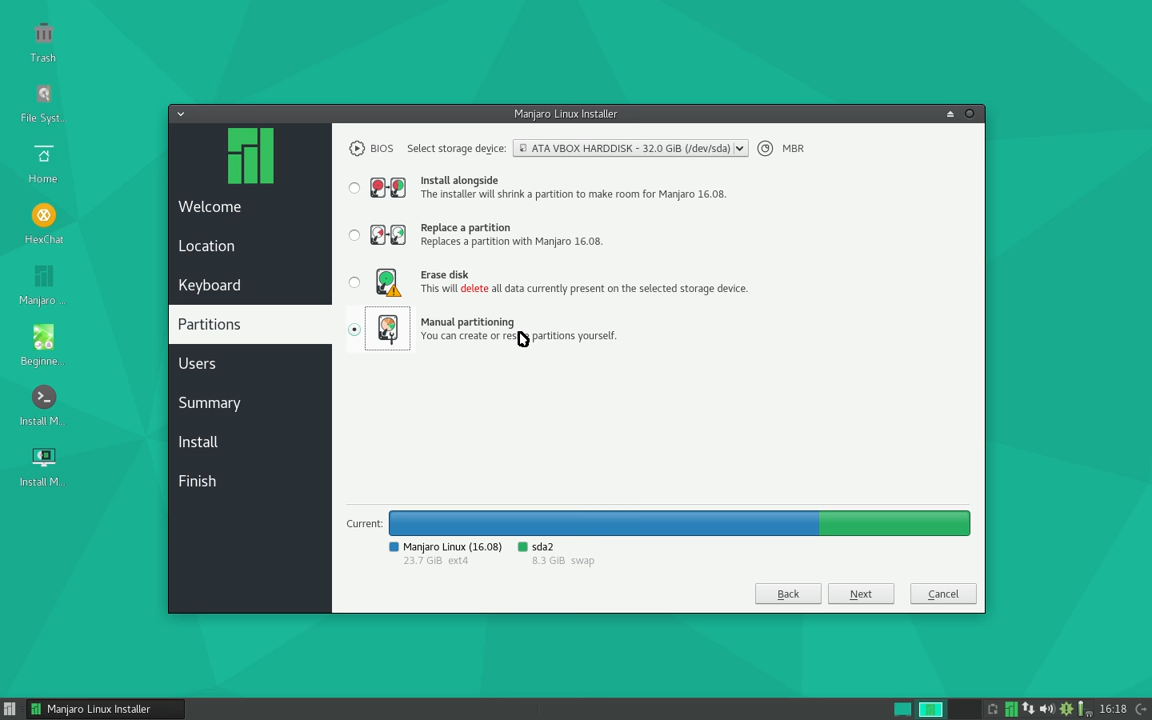 Trash
File Syst...
Home
HexChat
Manjaro ...
Beginne...
Install M...
Install M...
Manjaro Linux Installer
Welcome
Location
Keyboard
Partitions
Users
Summary
Install
Finish
BIOS Select storage device: ATA VBOX HARDDISK - 32.0 GiB (/dev/sda) MBR
Install alongside
The installer will shrink a partition to make room for Manjaro 16.08.
Replace a partition
Replaces a partition with Manjaro 16.08.
Erase disk
This will delete all data currently present on the selected storage device.
Manual partitioning
You can create or partitions yourself.
Current:
Manjaro Linux (16.08) sda2
23.7 GiB ext4 8.3 GiB swap
Back Next Cancel
Manjaro Linux Installer 16:18